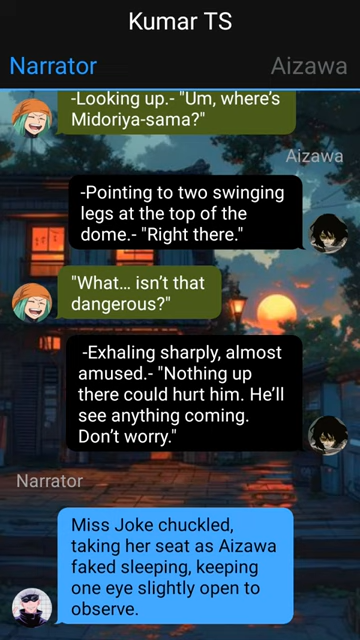 Kumar TS
Narrator
Aizawa
-Looking up.- "Um, where's
Midoriya-sama?"
Aizawa
-Pointing to two swinging
legs at the top of the
dome.- "Right there."
"What… isn't that
dangerous?"
-Exhaling sharply, almost
amused.- "Nothing up
there could hurt him. He'll
see anything coming.
Don't worry."
Narrator
Miss Joke chuckled,
taking her seat as Aizawa
faked sleeping, keeping
one eye slightly open to
observe.